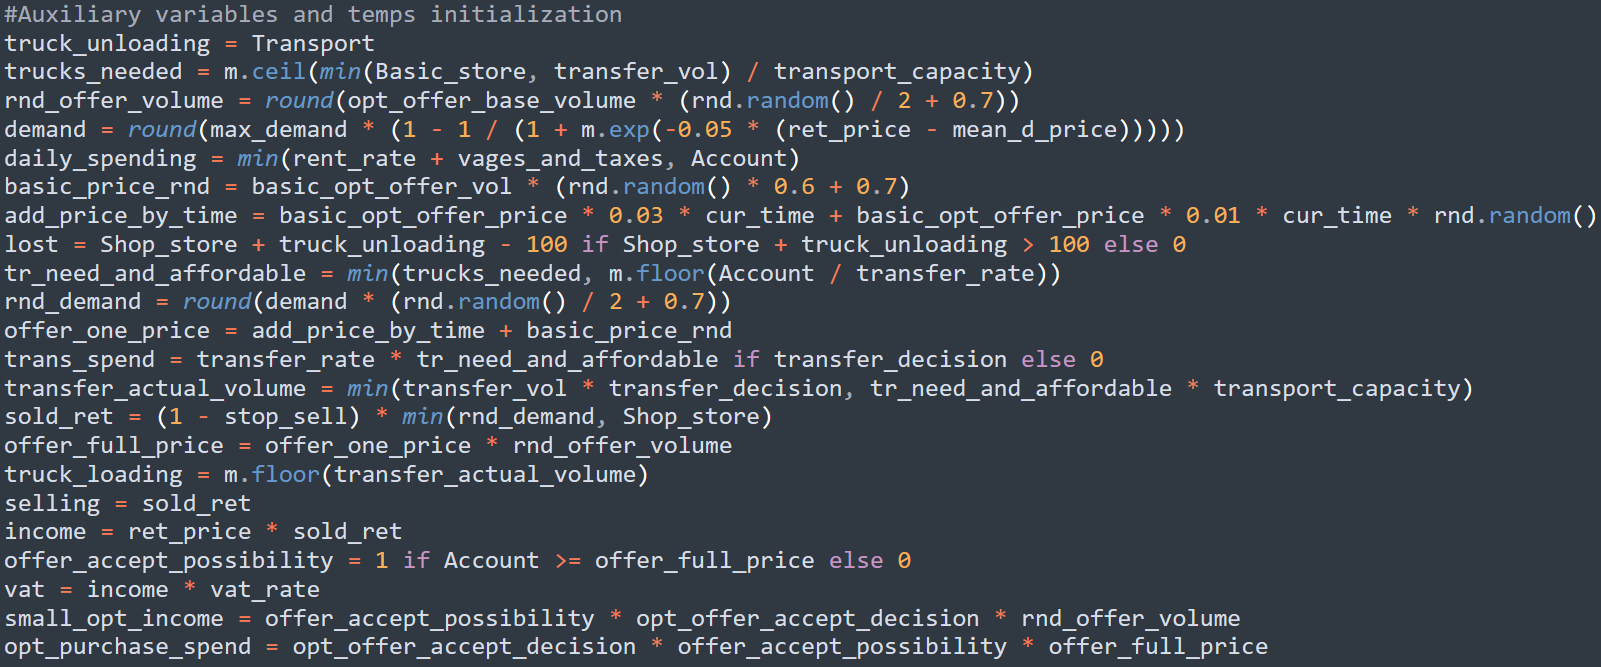 #Auxiliary variables and temps initialization
truck_unloading = Transport
trucks_needed = m.ceil(min(Basic_store, transfer_vol) / transport_capacity)
rnd_offer_volume = round(opt_offer_base_volume * (rnd.random() / 2 + 0.7))
demand = round(max_demand * (1 - 1 / (1 + m.exp(-0.05 * (ret_price - mean_d_price)))))
daily_spending = min(rent_rate + vages_and_taxes, Account)
basic_price_rnd = basic_opt_offer_vol * (rnd.random() * 0.6 + 0.7)
add_price_by_time = basic_opt_offer_price * 0.03 * cur_time + basic_opt_offer_price * 0.01 * cur_time * rnd.random()
lost = Shop_store + truck_unloading - 100 if Shop_store + truck_unloading > 100 else 0
tr_need_and_affordable = min(trucks_needed, m.floor(Account / transfer_rate))
rnd_demand = round(demand * (rnd.random() / 2 + 0.7))
offer_one_price = add_price_by_time + basic_price_rnd
trans_spend = transfer_rate * tr_need_and_affordable if transfer_decision else 0
transfer_actual_volume = min(transfer_vol * transfer_decision, tr_need_and_affordable * transport_capacity)
sold_ret = (1 - stop_sell) * min(rnd_demand, Shop_store)
offer_full_price = offer_one_price * rnd_offer_volume
truck_loading = m.floor(transfer_actual_volume)
selling = sold_ret
income = ret_price * sold_ret
offer_accept_possibility = 1 if Account >= offer_full_price else 0
vat = income * vat_rate
small_opt_income = offer_accept_possibility * opt_offer_accept_decision * rnd_offer_volume
opt_purchase_spend = opt_offer_accept_decision * offer_accept_possibility * offer_full_price